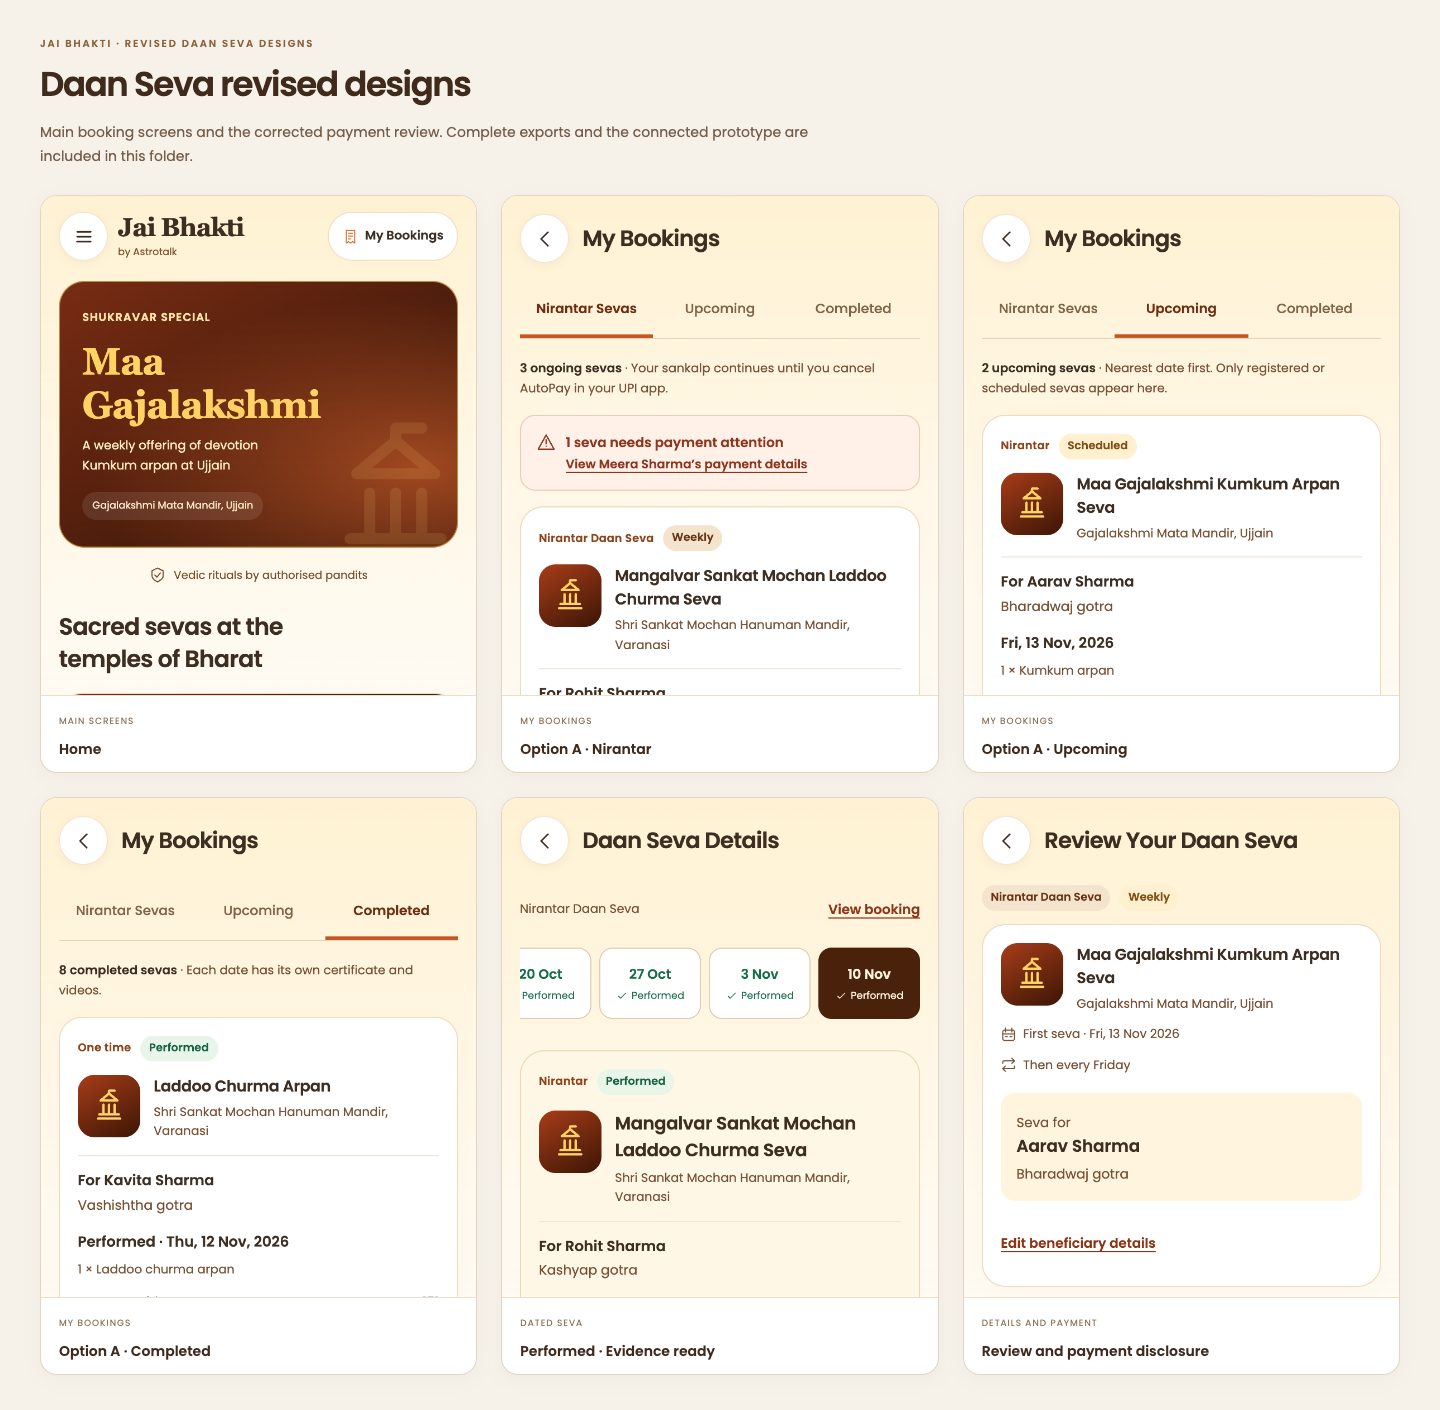 JAI BHAKTI · REVISED DAAN SEVA DESIGNS
Daan Seva revised designs
Main booking screens and the corrected payment review. Complete exports and the connected prototype are
included in this folder.
Jai Bhakti
by Astrotalk
My Bookings
SHUKRAVAR SPECIAL
Maa
Gajalakshmi
A weekly offering of devotion
Kumkum arpan at Ujjain
Gajalakshmi Mata Mandir, Ujjain
Vedic rituals by authorised pandits
Sacred sevas at the
temples of Bharat
MAIN SCREENS
Home
My Bookings
Nirantar Sevas
Upcoming
Completed
3 ongoing sevas · Your sankalp continues until you cancel
AutoPay in your UPI app.
1 seva needs payment attention
View Meera Sharma’s payment details
Nirantar Daan Seva
Weekly
Mangalvar Sankat Mochan Laddoo
Churma Seva
Shri Sankat Mochan Hanuman Mandir,
Varanasi
For Rohit Sharma
MY BOOKINGS
Option A · Nirantar
My Bookings
Nirantar Sevas
Upcoming
Completed
2 upcoming sevas · Nearest date first. Only registered or
scheduled sevas appear here.
Nirantar
Scheduled
Maa Gajalakshmi Kumkum Arpan
Seva
Gajalakshmi Mata Mandir, Ujjain
For Aarav Sharma
Bharadwaj gotra
Fri, 13 Nov, 2026
1 × Kumkum arpan
MY BOOKINGS
Option A · Upcoming
My Bookings
Nirantar Sevas
Upcoming
Completed
8 completed sevas · Each date has its own certificate and
videos.
One time
Performed
Laddoo Churma Arpan
Shri Sankat Mochan Hanuman Mandir,
Varanasi
For Kavita Sharma
Vashishtha gotra
Performed · Thu, 12 Nov, 2026
1 × Laddoo churma arpan
MY BOOKINGS
Option A · Completed
Daan Seva Details
Nirantar Daan Seva
View booking
20 Oct
Performed
27 Oct
Performed
3 Nov
Performed
10 Nov
Performed
Nirantar
Performed
Mangalvar Sankat Mochan
Laddoo Churma Seva
Shri Sankat Mochan Hanuman Mandir,
Varanasi
For Rohit Sharma
Kashyap gotra
DATED SEVA
Performed · Evidence ready
Review Your Daan Seva
Nirantar Daan Seva
Weekly
Maa Gajalakshmi Kumkum Arpan
Seva
Gajalakshmi Mata Mandir, Ujjain
First seva · Fri, 13 Nov 2026
Then every Friday
Seva for
Aarav Sharma
Bharadwaj gotra
Edit beneficiary details
DETAILS AND PAYMENT
Review and payment disclosure